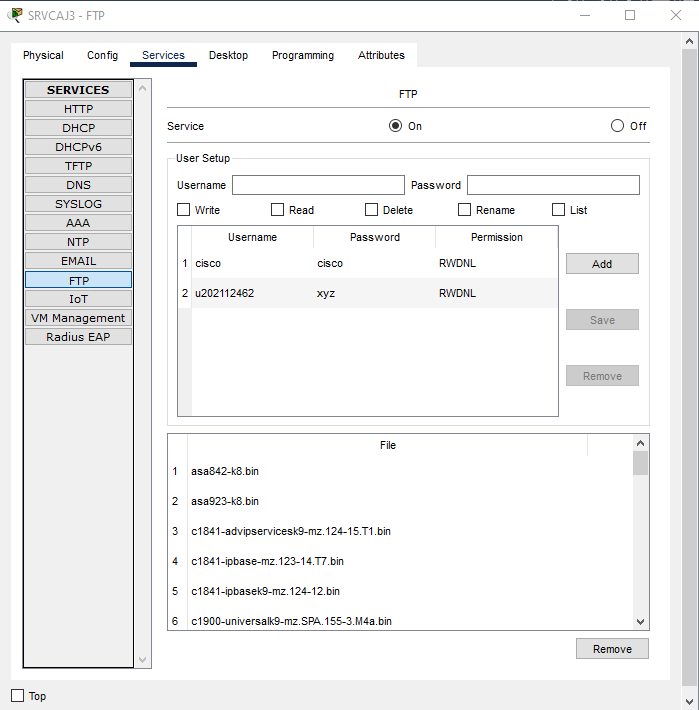 SRVCAJ3 - FTP
Physical Config Services Desktop Programming Attributes
SERVICES
HTTP
DHCP
DHCPv6
TFTP
DNS
SYSLOG
AAA
NTP
EMAIL
FTP
IoT
VM Management
Radius EAP
FTP
Service On Off
User Setup
Username Password
Write Read Delete Rename List
Username Password Permission
1 cisco cisco RWDNL
2 u202112462 xyz RWDNL
Add
Save
Remove
File
1 asa842-k8.bin
2 asa923-k8.bin
3 c1841-advipservicesk9-mz.124-15.T1.bin
4 c1841-ipbase-mz.123-14.T7.bin
5 c1841-ipbasek9-mz.124-12.bin
6 c1900-universalk9-mz.SPA.155-3.M4a.bin
Remove
Top